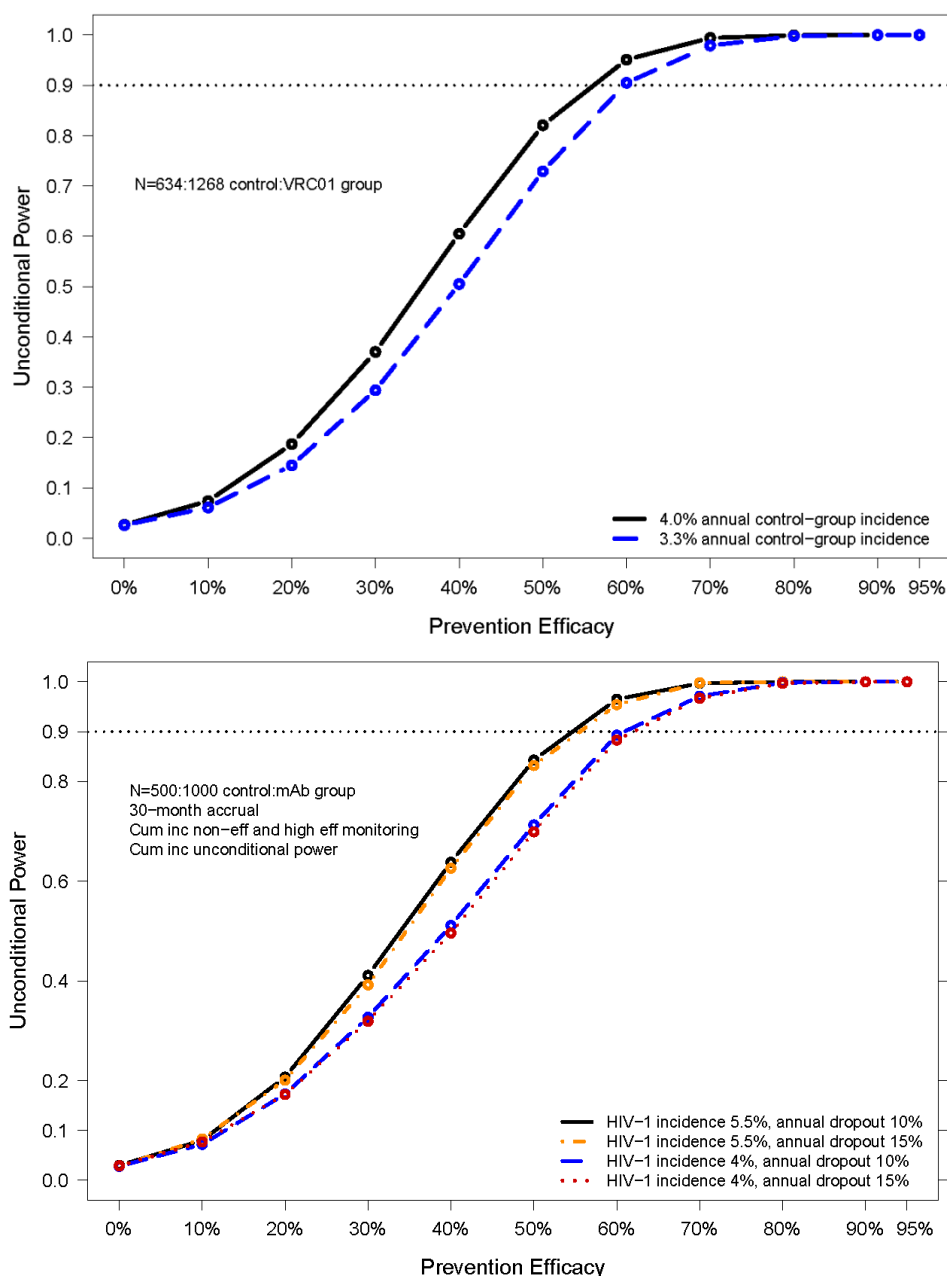 1.0
0.9
0.8
0.7
0.6
0.5
0.4
0.3
0.2
0.1
0.0
Unconditional Power
N=634:1268 control:VRC01 group
4.0% annual control−group incidence
3.3% annual control−group incidence
0% 10% 20% 30% 40% 50% 60% 70% 80% 90% 95%
Prevention Efficacy
1.0
0.9
0.8
0.6
0.4
0.2
0.1
0.0
Unconditional Power
N=500:1000 control:mAb group
30−month accrual
Cum inc non−eff and high eff monitoring
Cum inc unconditional power
HIV−1 incidence 5.5%, annual dropout 10%
HIV−1 incidence 5.5%, annual dropout 15%
HIV−1 incidence 4%, annual dropout 10%
HIV−1 incidence 4%, annual dropout 15%
0% 10% 20% 30% 40% 50% 60% 70% 80% 90% 95%
Prevention Efficacy